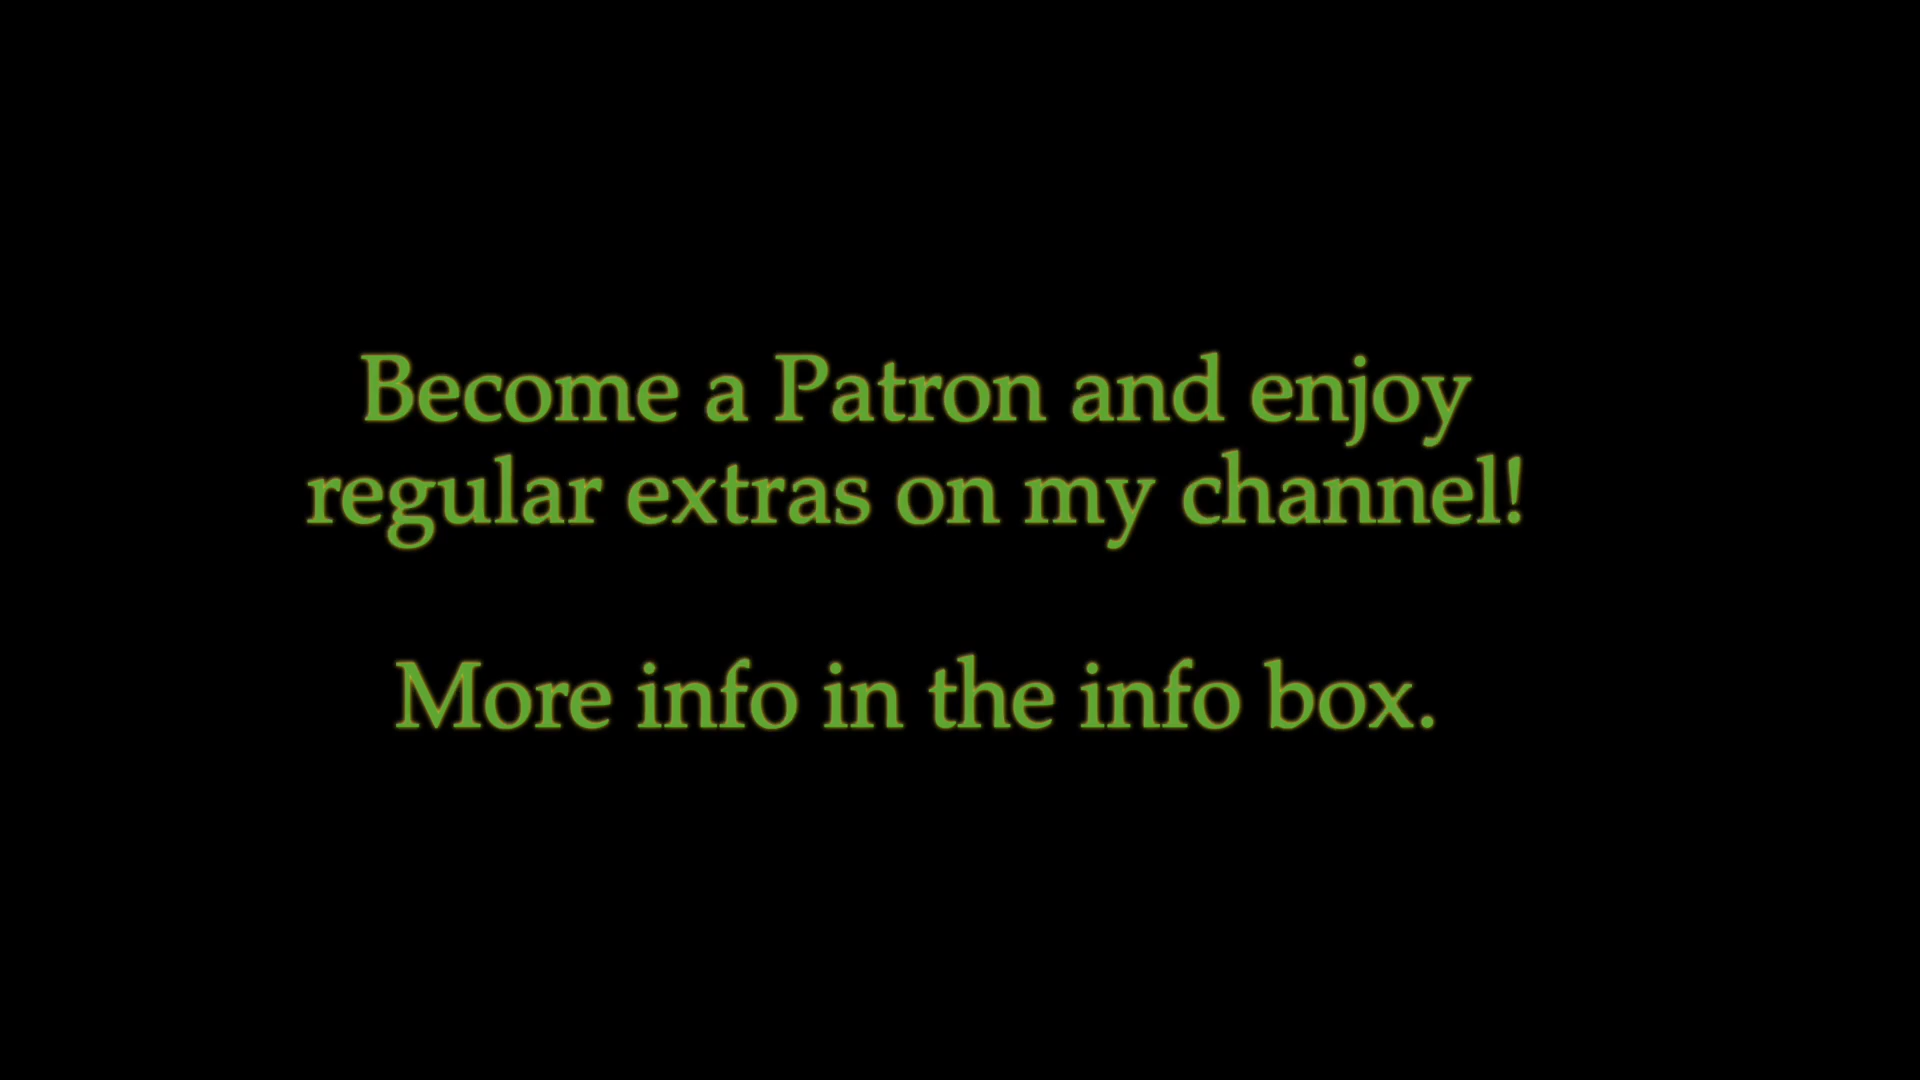 Become a Patron and enjoy
regular extras on my channel!
More info in the info box.